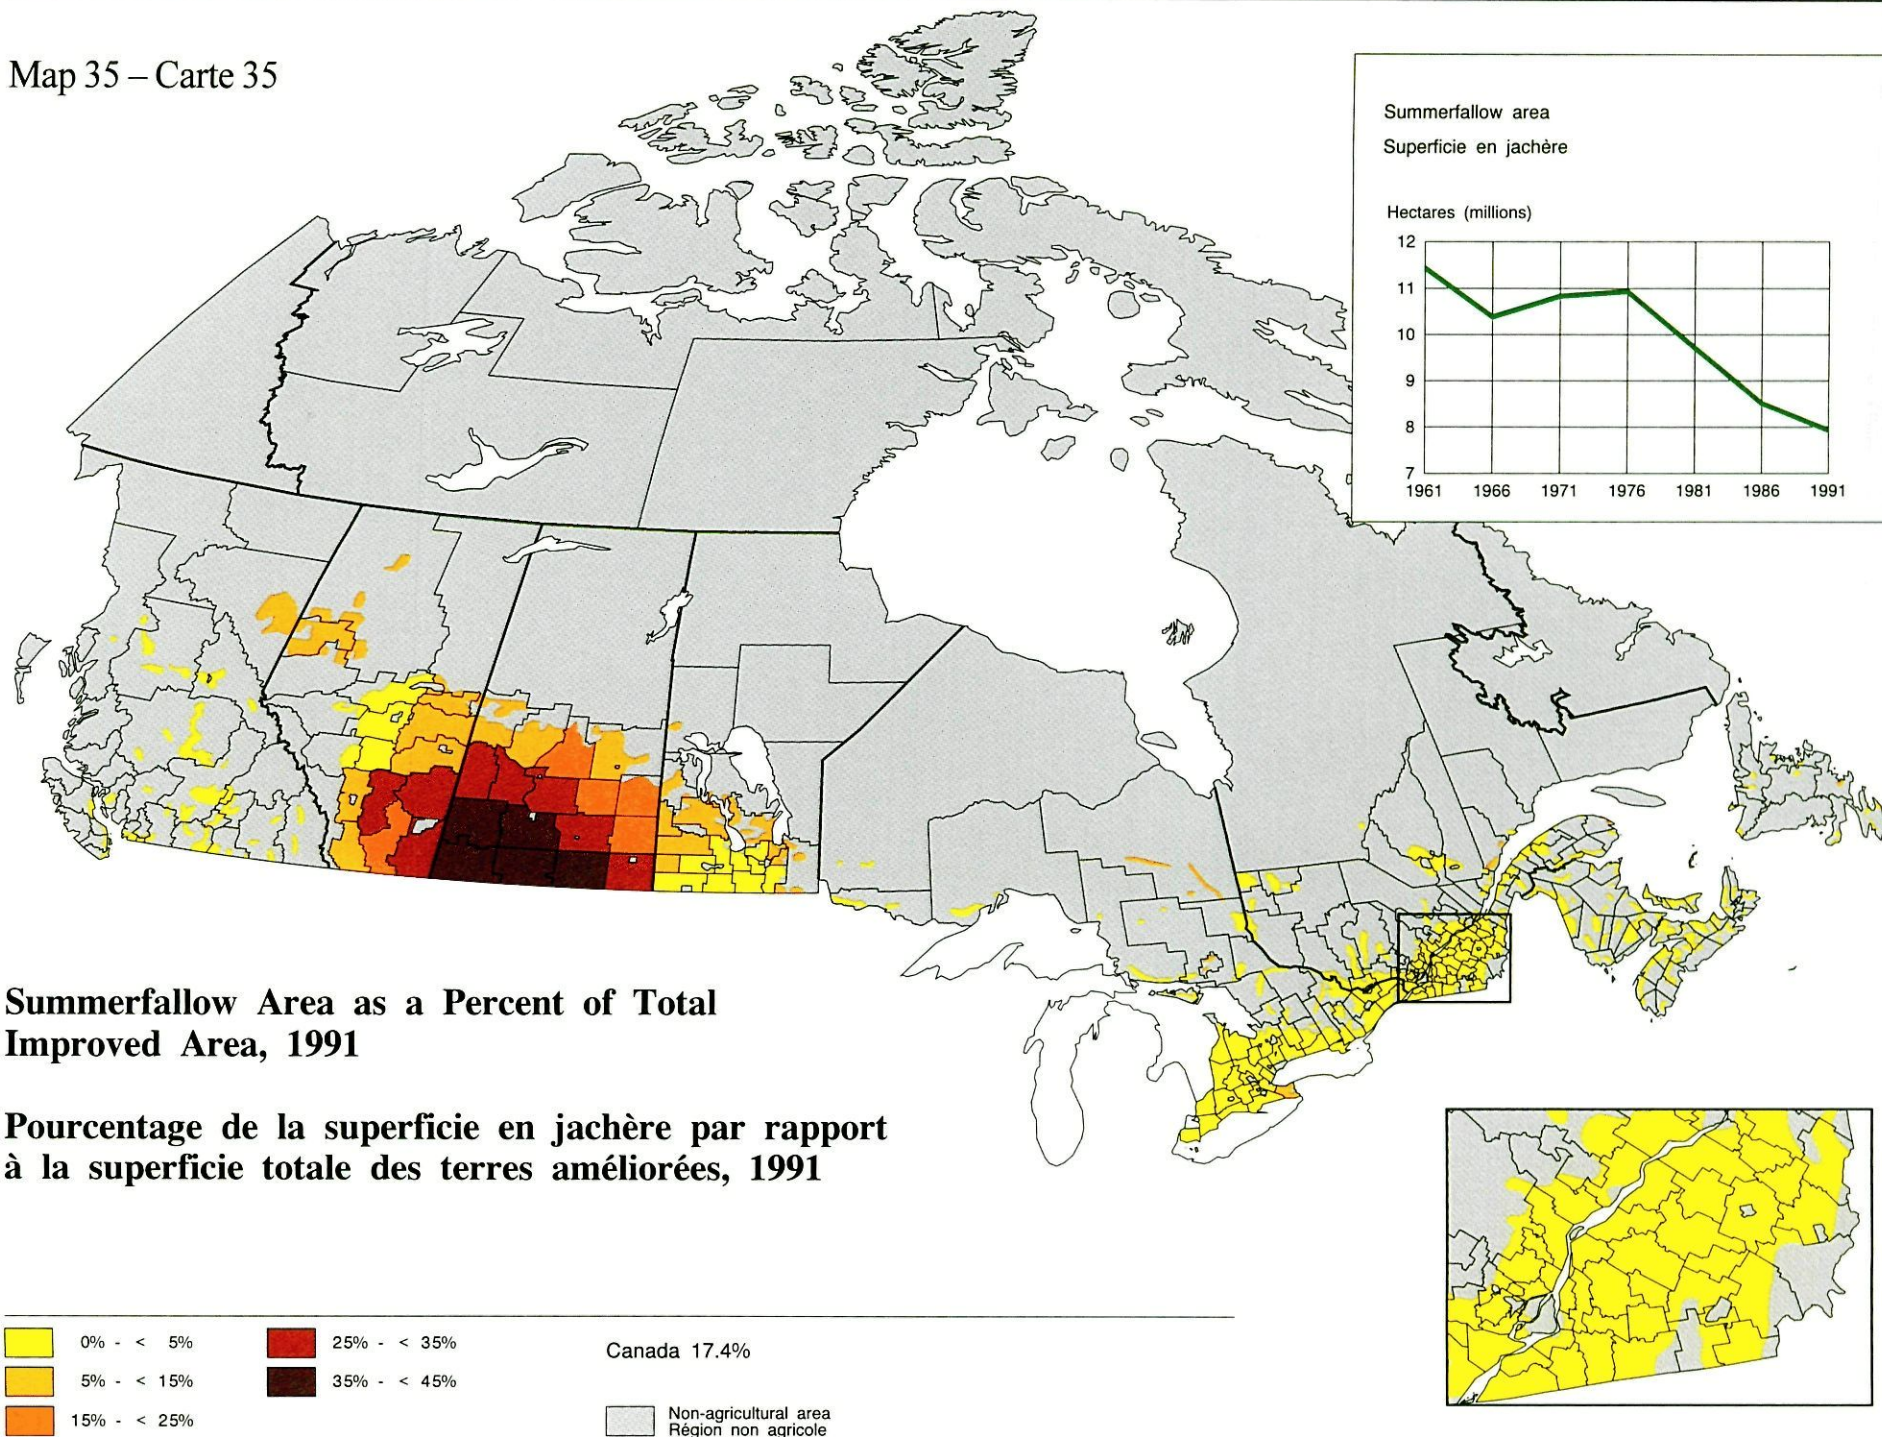 Map 35 – Carte 35
Summerfallow area
Superficie en jachère
Hectares (millions)
12
11
10
9
8
7
1961 1966 1971 1976 1981 1986 1991
Summerfallow Area as a Percent of Total
Improved Area, 1991
Pourcentage de la superficie en jachère par rapport
à la superficie totale des terres améliorées, 1991
0% - < 5%
5% - < 15%
15% - < 25%
25% - < 35%
35% - < 45%
Canada 17.4%
Non-agricultural area
Région non agricole